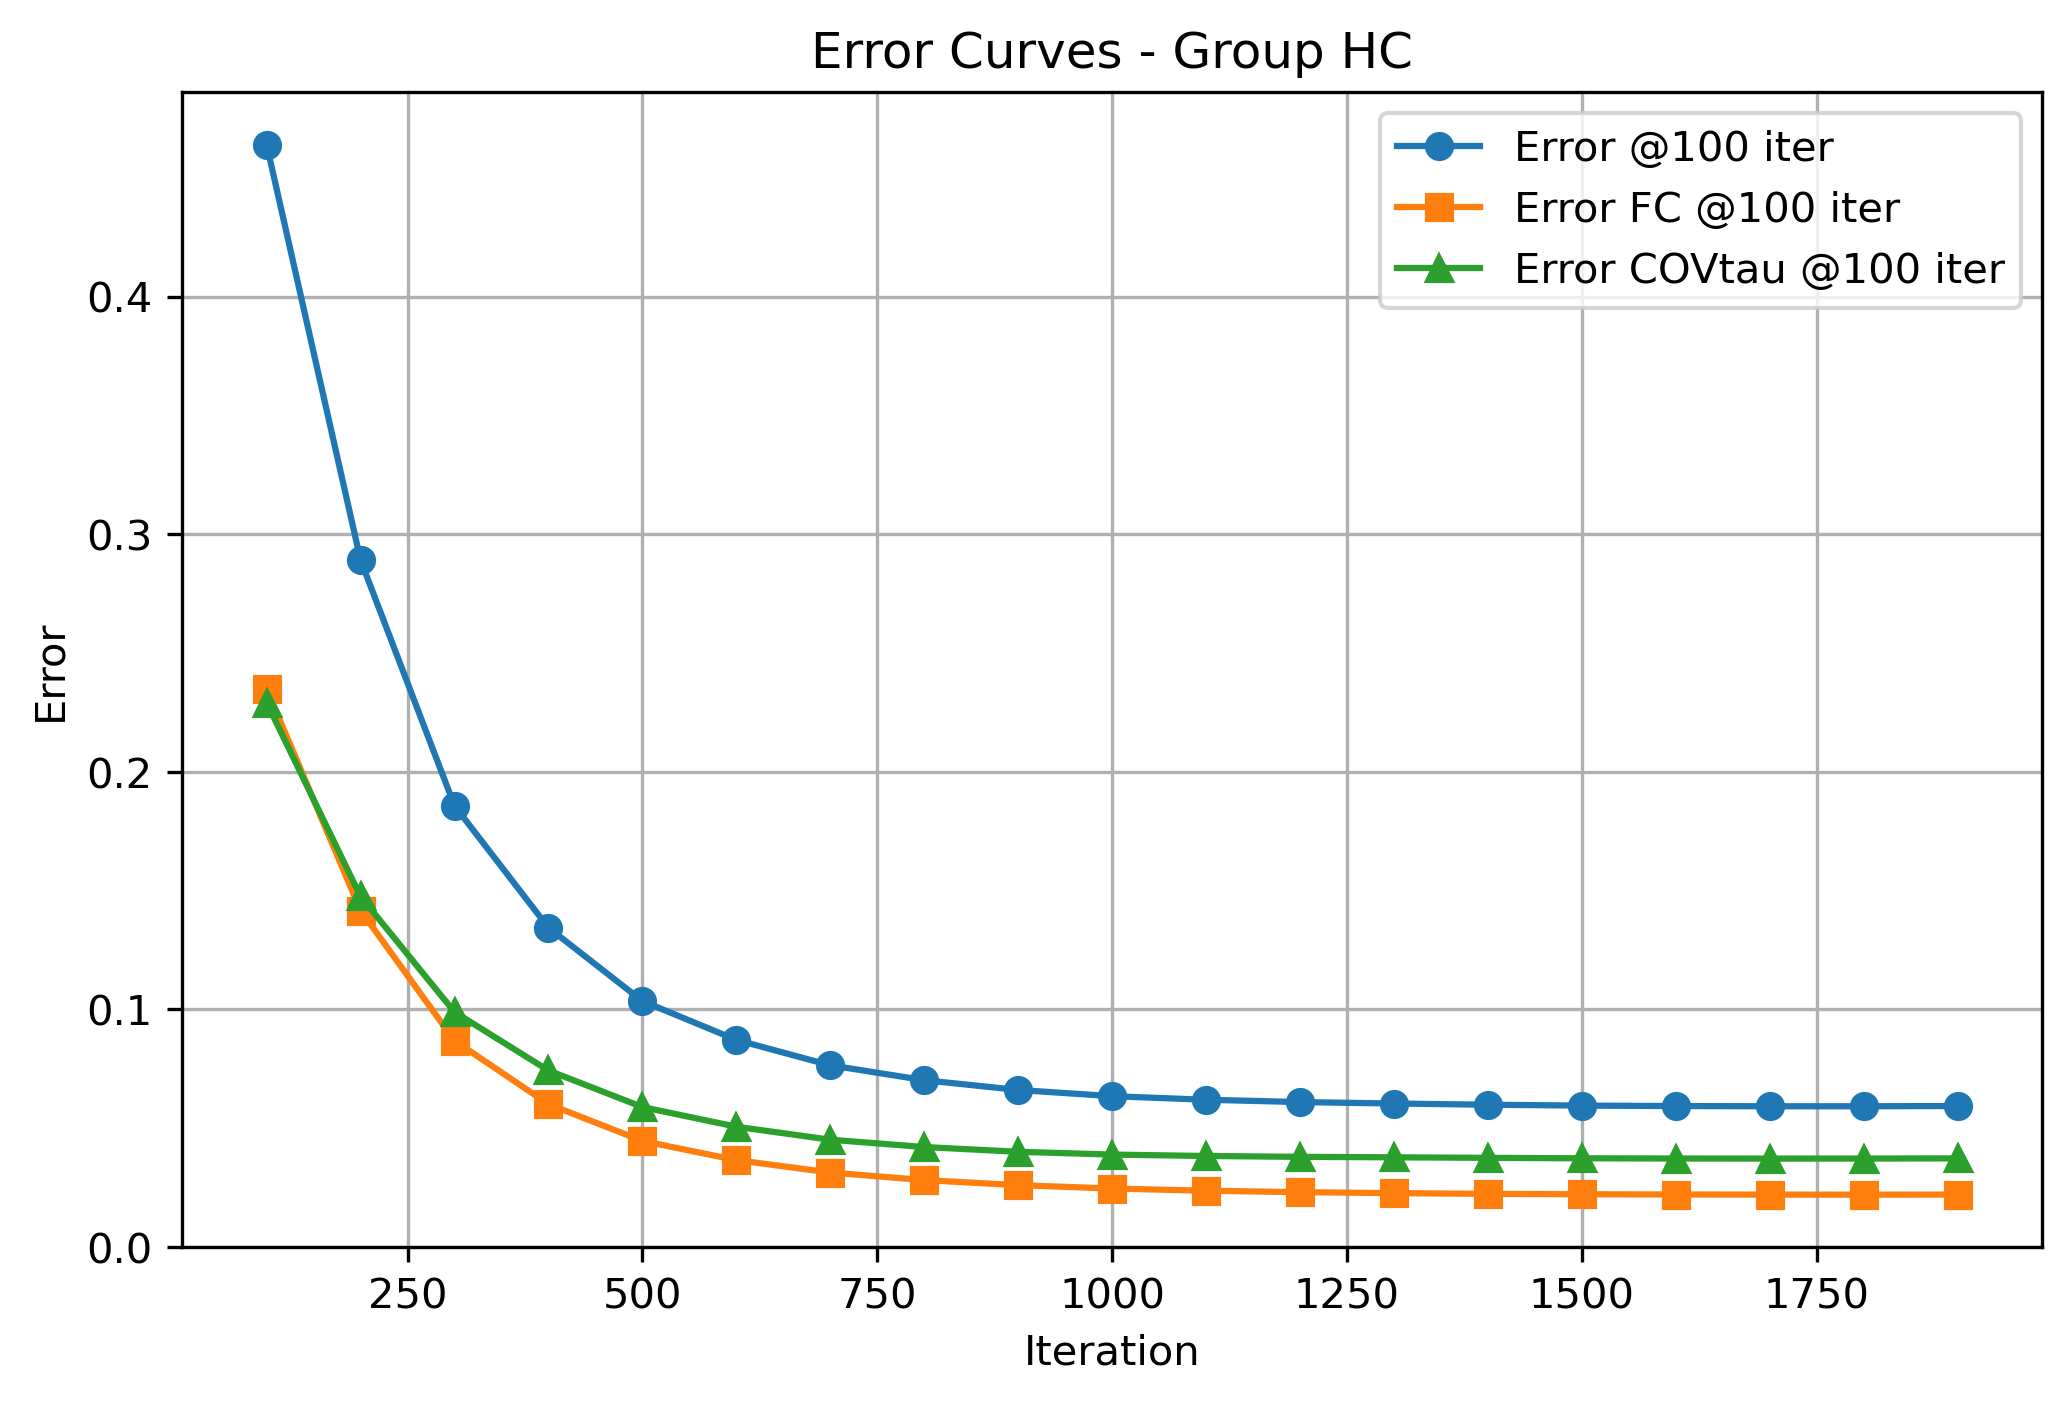 Error Curves - Group HC
Error @100 iter
Error FC @100 iter
Error COVtau @100 iter
Error
0.4
0.3
0.2
0.1
0.0
250 500 750 1000 1250 1500 1750
Iteration